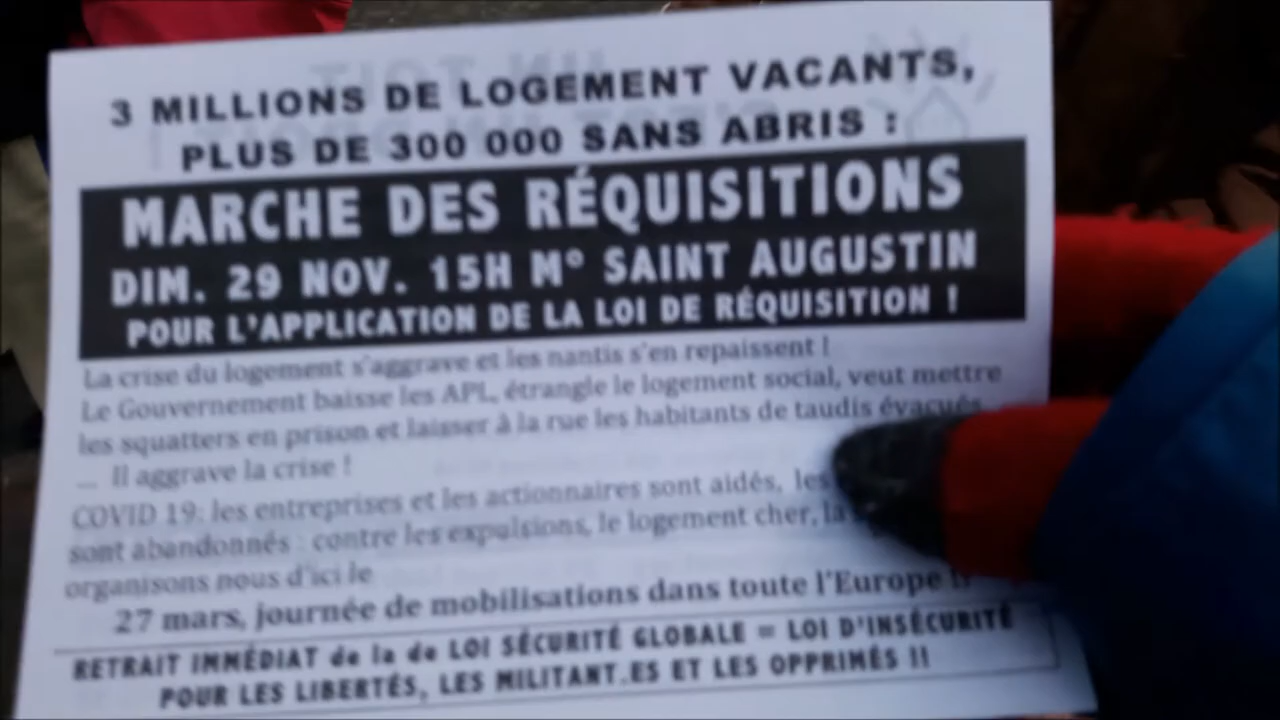 3 MILLIONS DE LOGEMENT VACANTS,
PLUS DE 300 000 SANS ABRIS :
MARCHE DES RÉQUISITIONS
DIM. 29 NOV. 15H M° SAINT AUGUSTIN
POUR L'APPLICATION DE LA LOI DE RÉQUISITION !
La crise du logement s'aggrave et les nantis s'en repaissent !
Le Gouvernement baisse les APL, étrangle le logement social, veut mettre
les squatters en prison et laisser à la rue les habitants de taudis évacués
... Il aggrave la crise !
COVID 19: les entreprises et les actionnaires sont aidés, les
sont abandonnés : contre les expulsions, le logement cher, la
organisons nous d'ici le
27 mars, journée de mobilisations dans toute l'Europe !!
RETRAIT IMMÉDIAT de la de LOI SÉCURITÉ GLOBALE = LOI D'INSÉCURITÉ
POUR LES LIBERTÉS, LES MILITANT.ES ET LES OPPRIMÉS !!